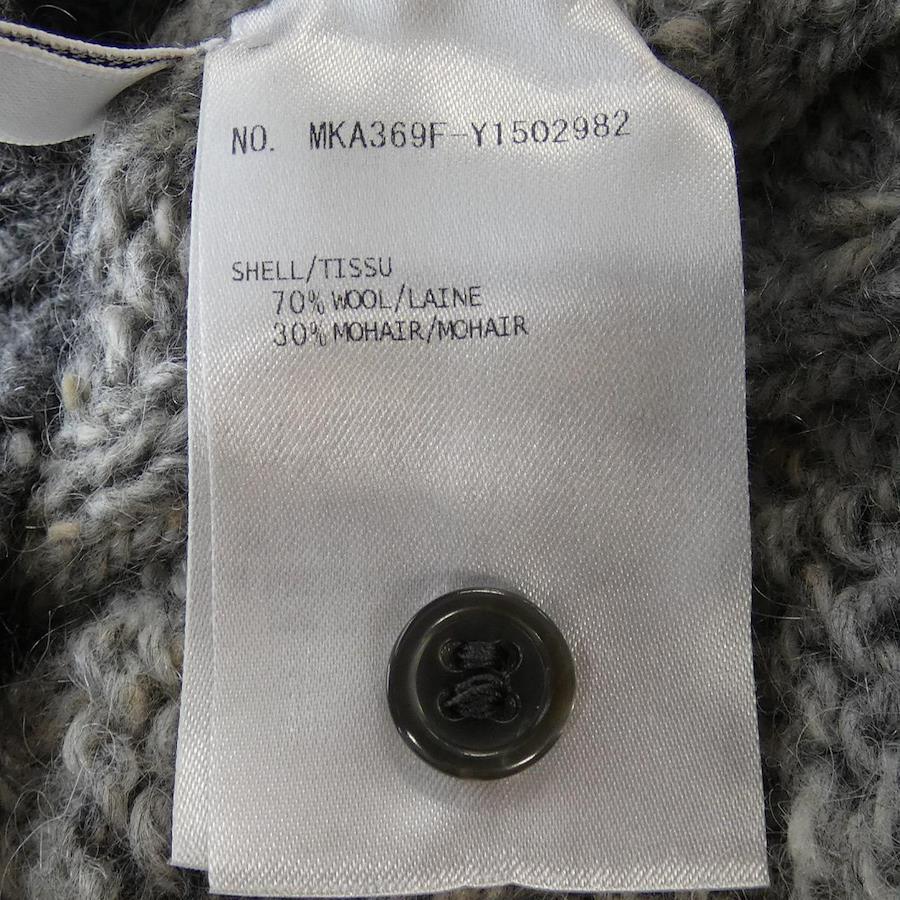 NO. MKA369F-Y1502982
SHELL/TISSU
70% WOOL/LAINE
30% MOHAIR/MOHAIR